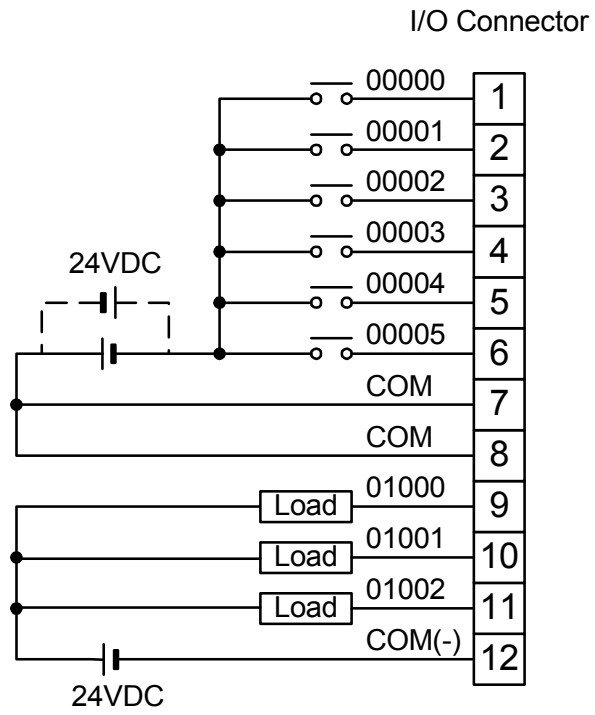 I/O Connector
00000 1
00001 2
00002 3
00003 4
24VDC
00004 5
00005 6
COM 7
COM 8
Load 01000 9
Load 01001 10
Load 01002 11
COM(-) 12
24VDC